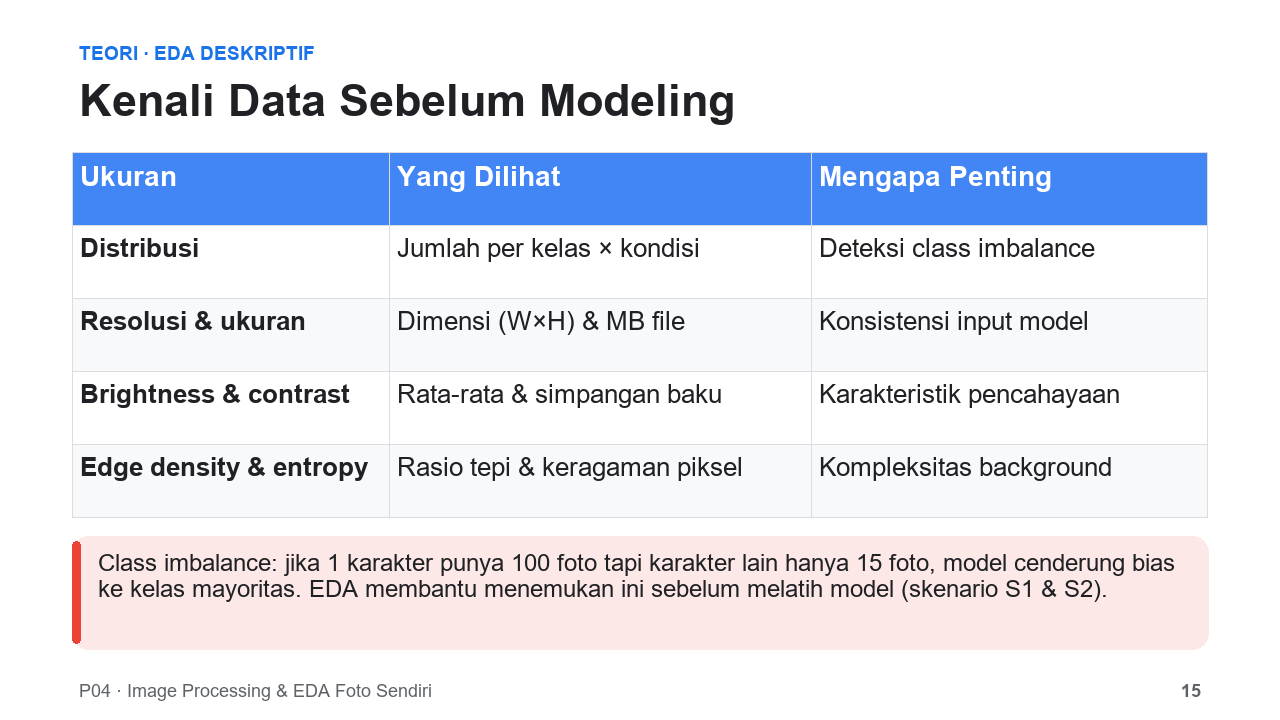 TEORI · EDA DESKRIPTIF
Kenali Data Sebelum Modeling
Ukuran
Yang Dilihat
Mengapa Penting
Distribusi
Jumlah per kelas × kondisi
Deteksi class imbalance
Resolusi & ukuran
Dimensi (W×H) & MB file
Konsistensi input model
Brightness & contrast
Rata-rata & simpangan baku
Karakteristik pencahayaan
Edge density & entropy
Rasio tepi & keragaman piksel
Kompleksitas background
Class imbalance: jika 1 karakter punya 100 foto tapi karakter lain hanya 15 foto, model cenderung bias
ke kelas mayoritas. EDA membantu menemukan ini sebelum melatih model (skenario S1 & S2).
P04 · Image Processing & EDA Foto Sendiri
15